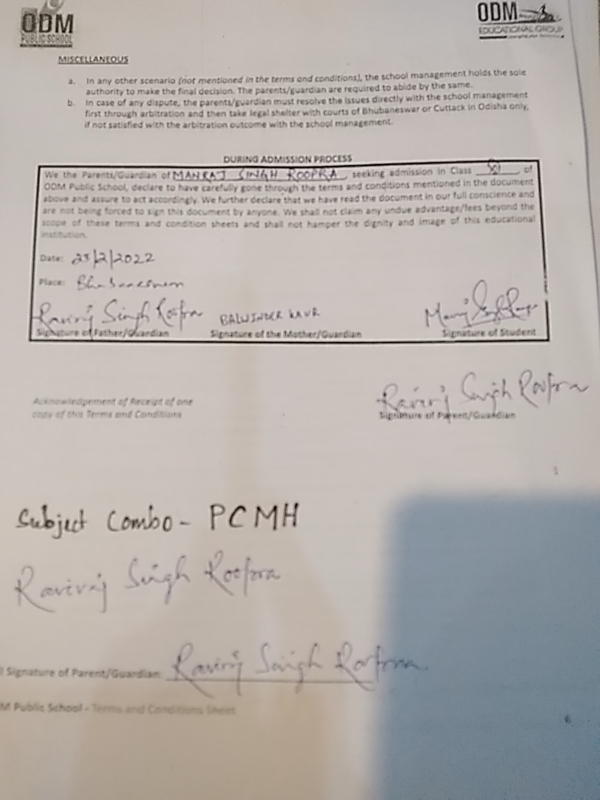 ODM
PUBLIC SCHOOL
ODM
EDUCATIONAL GROUP
MISCELLANEOUS
a. In any other scenario (not mentioned in the terms and conditions), the school management holds the sole
authority to make the final decision. The parents/guardian are required to abide by the same.
b. In case of any dispute, the parents/guardian must resolve the issues directly with the school management
first through arbitration and then take legal shelter with courts of Bhubaneswar or Cuttack in Odisha only,
if not satisfied with the arbitration outcome with the school management.
DURING ADMISSION PROCESS
We the Parents/Guardian of MANRAJ SINGH ROOPRA seeking admission in Class XI of
ODM Public School, declare to have carefully gone through the terms and conditions mentioned in the document
above and assure to act accordingly. We further declare that we have read the document in our full conscience and
are not being forced to sign this document by anyone. We shall not claim any undue advantage/fees beyond the
scope of these terms and condition sheets and shall not hamper the dignity and image of this educational
institution.
Date: 25/2/2022
Place: Bhubaneswar
Raviraj Singh Roopra BALWINDER KAUR
Signature of Father/Guardian Signature of the Mother/Guardian Signature of Student
Raviraj Singh Roopra
Acknowledgement of Receipt of one
copy of this Terms and Conditions
Signature of Parent/Guardian
Subject Combo - PCMH
Raviraj Singh Roopra
Signature of Parent/Guardian: Raviraj Singh Roopra
M Public School - Terms and Conditions Sheet
6